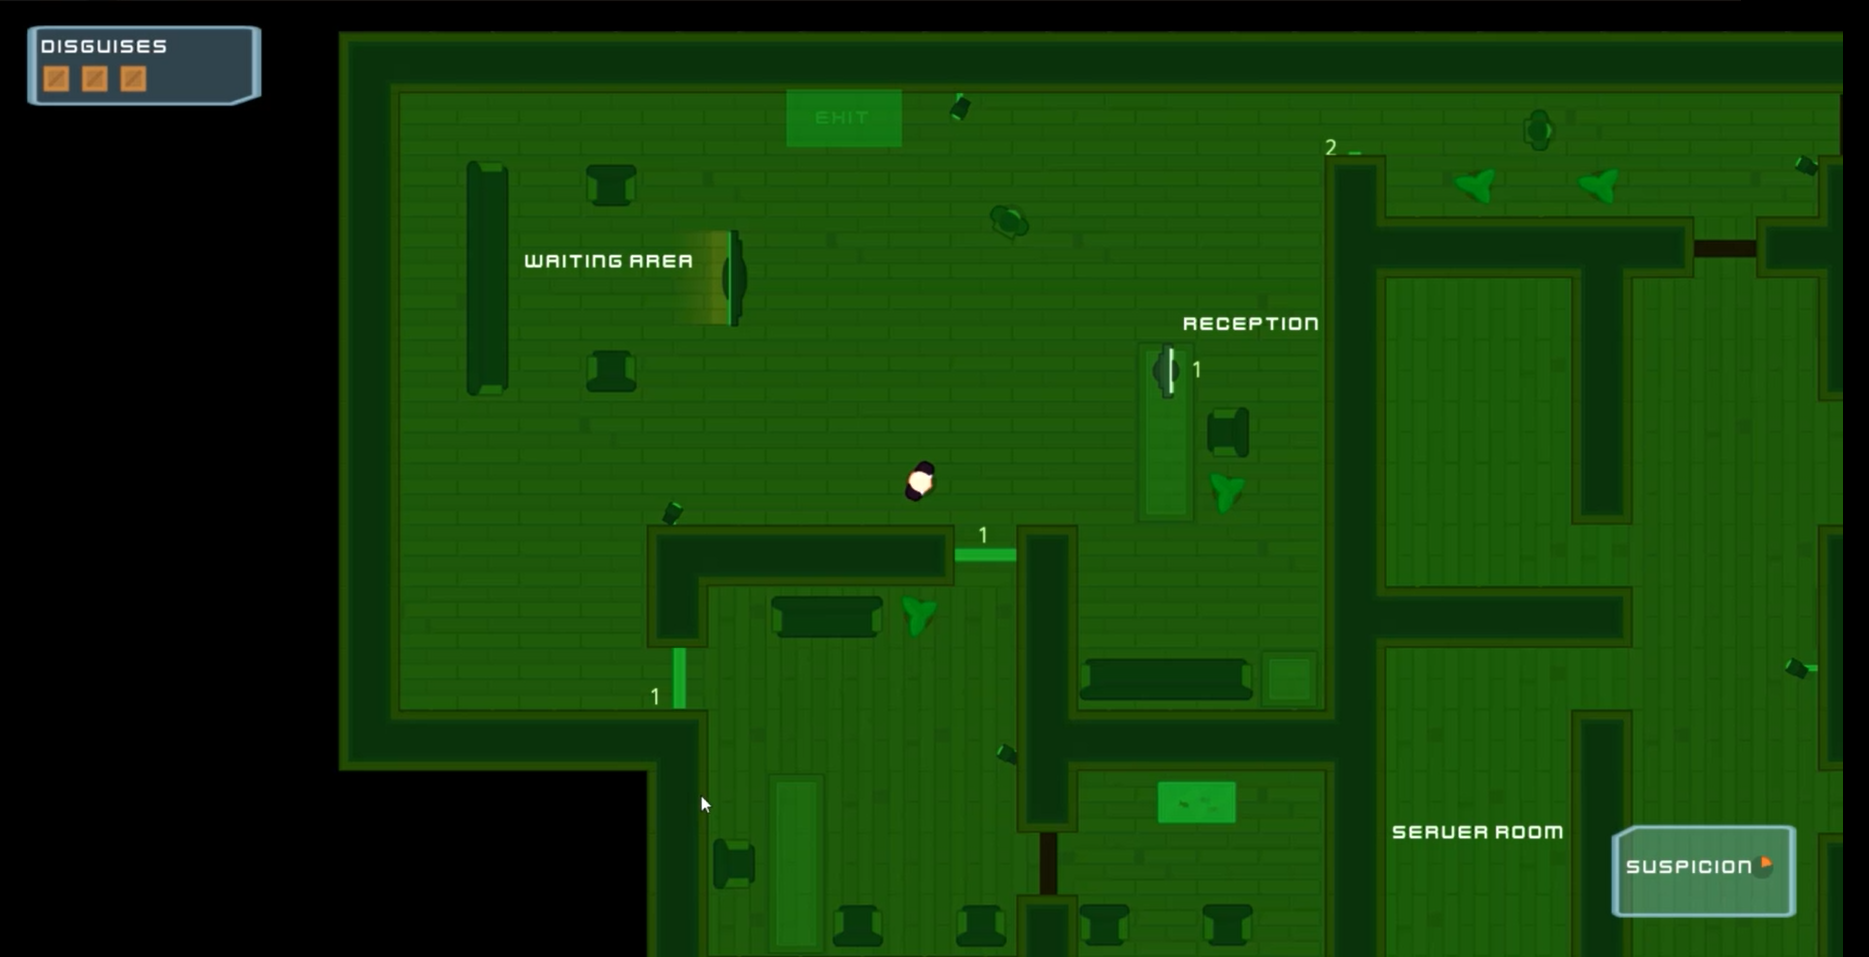 DISGUISES
EXIT
2
WAITING AREA
RECEPTION
1
1
1
SERVER ROOM
SUSPICION